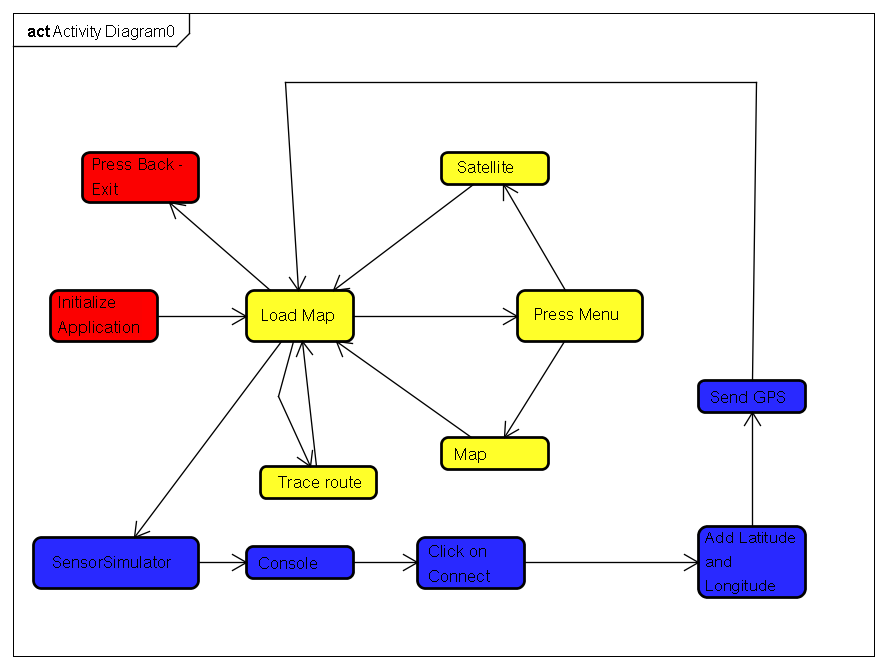 act Activity Diagram0
Press Back -
Exit
Satellite
Initialize
Application
Load Map
Press Menu
Send GPS
Map
Trace route
SensorSimulator
Console
Click on
Connect
Add Latitude
and
Longitude